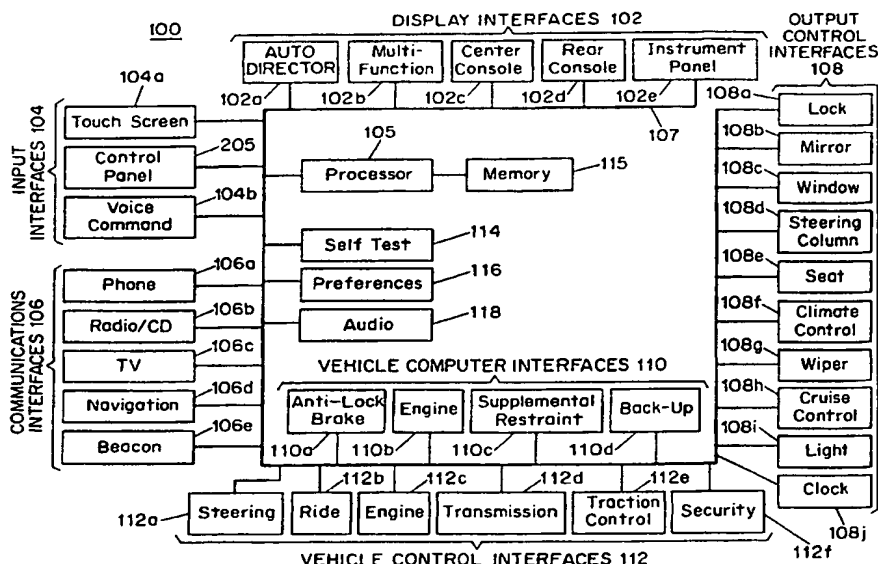 100
DISPLAY INTERFACES 102
AUTO DIRECTOR
Multi-Function
Center Console
Rear Console
Instrument Panel
102a
102b
102c
102d
102e
107
INPUT INTERFACES 104
104a
Touch Screen
205
Control Panel
104b
Voice Command
COMMUNICATIONS INTERFACES 106
106a
Phone
106b
Radio/CD
106c
TV
106d
Navigation
106e
Beacon
105
Processor
Memory
115
Self Test
114
Preferences
116
Audio
118
VEHICLE COMPUTER INTERFACES 110
Anti-Lock Brake
Engine
Supplemental Restraint
Back-Up
110a
110b
110c
110d
112a
112b
112c
112d
112e
Steering
Ride
Engine
Transmission
Traction Control
Security
112f
VEHICLE CONTROL INTERFACES 112
OUTPUT CONTROL INTERFACES 108
108a
Lock
108b
Mirror
108c
Window
108d
Steering Column
108e
Seat
108f
Climate Control
108g
Wiper
108h
Cruise Control
108i
Light
Clock
108j